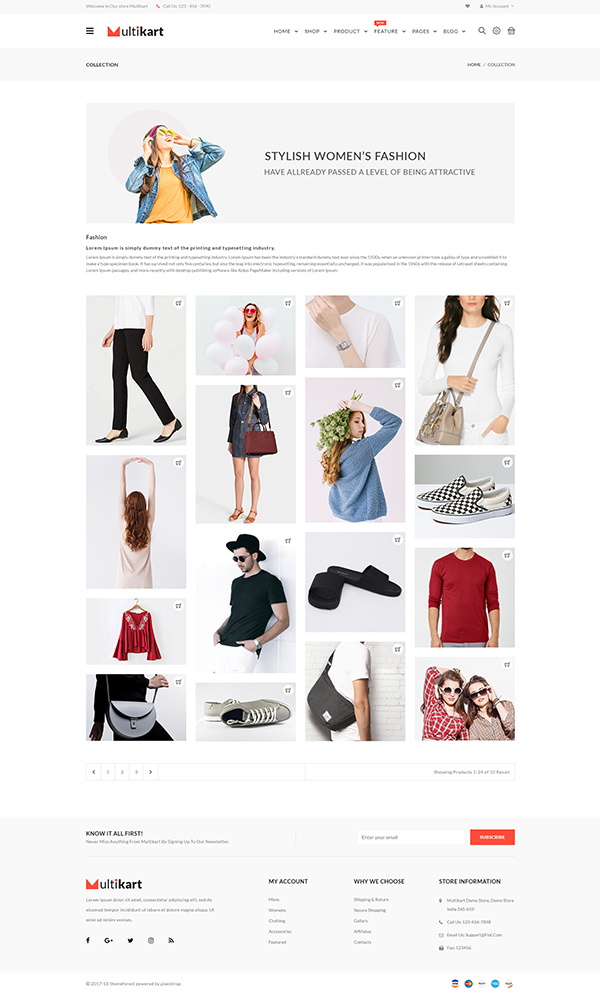 Welcome to Our store Multikart
Call Us: 123 - 456 - 7890
My Account
Multikart
HOME
SHOP
PRODUCT
NEW
FEATURE
PAGES
BLOG
COLLECTION
HOME / COLLECTION
STYLISH WOMEN'S FASHION
HAVE ALLREADY PASSED A LEVEL OF BEING ATTRACTIVE
Fashion
Lorem Ipsum is simply dummy text of the printing and typesetting industry.
Lorem Ipsum is simply dummy text of the printing and typesetting industry. Lorem Ipsum has been the industry's standard dummy text ever since the 1500s, when an unknown printer took a galley of type and scrambled it to
make a type specimen book. It has survived not only five centuries, but also the leap into electronic typesetting, remaining essentially unchanged. It was popularised in the 1960s with the release of Letraset sheets containing
Lorem Ipsum passages, and more recently with desktop publishing software like Aldus PageMaker including versions of Lorem Ipsum.
1 2 3
Showing Products 1-24 of 10 Result
KNOW IT ALL FIRST!
Never Miss Anything From Multikart By Signing Up To Our Newsletter.
Enter your email
SUBSCRIBE
Multikart
Lorem ipsum dolor sit amet, consectetur adipiscing elit, sed do
eiusmod tempor incididunt ut labore et dolore magna aliqua. Ut
enim ad minim veniam,
MY ACCOUNT
Mens
Womens
Clothing
Accessories
Featured
WHY WE CHOOSE
Shipping & Return
Secure Shopping
Gallary
Affiliates
Contacts
STORE INFORMATION
Multikart Demo Store, Demo Store
India 345-659
Call Us: 123-456-7898
Email Us: Support@Fiot.Com
Fax: 123456
© 2017-18 themeforest powered by pixelstrap